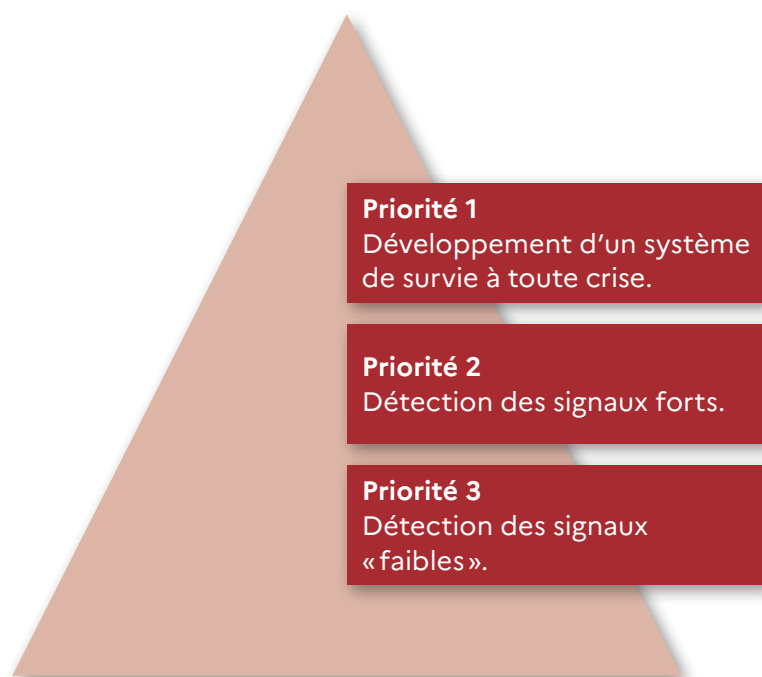 Priorité 1
Développement d’un système
de survie à toute crise.
Priorité 2
Détection des signaux forts.
Priorité 3
Détection des signaux
«faibles».